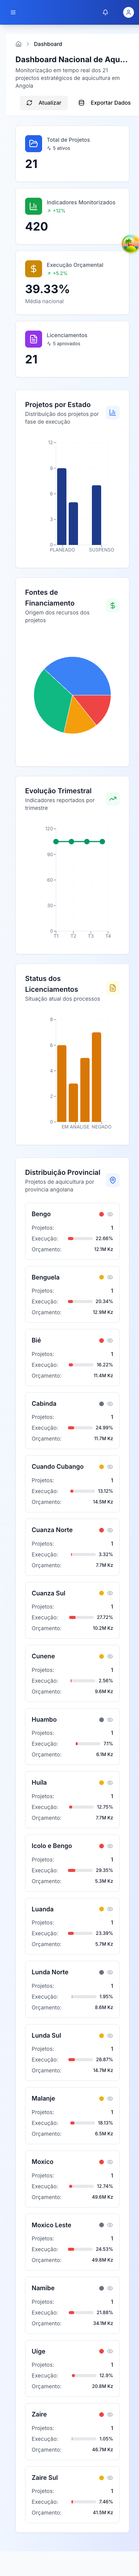 Dashboard
Dashboard Nacional de Aqu...
Monitorização em tempo real dos 21
projetos estratégicos de aquicultura em
Angola
Atualizar
Exportar Dados
Total de Projetos
5 ativos
21
Indicadores Monitorizados
+12%
420
Execução Orçamental
+5.2%
39.33%
Média nacional
Licenciamentos
5 aprovados
21
Projetos por Estado
Distribuição dos projetos por
fase de execução
12
9
6
3
0
PLANEADO
SUSPENSO
Fontes de
Financiamento
Origem dos recursos dos
projetos
Evolução Trimestral
Indicadores reportados por
trimestre
120
90
60
30
0
T1
T2
T3
T4
Status dos
Licenciamentos
Situação atual dos processos
8
6
4
2
0
EM ANÁLISE
NEGADO
Distribuição Provincial
Projetos de aquicultura por
província angolana
Bengo
Projetos: 1
Execução: 22.66%
Orçamento: 12.1M Kz
Benguela
Projetos: 1
Execução: 20.34%
Orçamento: 12.9M Kz
Bié
Projetos: 1
Execução: 16.22%
Orçamento: 11.4M Kz
Cabinda
Projetos: 1
Execução: 24.99%
Orçamento: 11.7M Kz
Cuando Cubango
Projetos: 1
Execução: 13.12%
Orçamento: 14.5M Kz
Cuanza Norte
Projetos: 1
Execução: 3.32%
Orçamento: 7.7M Kz
Cuanza Sul
Projetos: 1
Execução: 27.72%
Orçamento: 10.2M Kz
Cunene
Projetos: 1
Execução: 2.56%
Orçamento: 9.6M Kz
Huambo
Projetos: 1
Execução: 7.1%
Orçamento: 6.1M Kz
Huíla
Projetos: 1
Execução: 12.75%
Orçamento: 7.7M Kz
Icolo e Bengo
Projetos: 1
Execução: 29.35%
Orçamento: 5.3M Kz
Luanda
Projetos: 1
Execução: 23.38%
Orçamento: 5.7M Kz
Lunda Norte
Projetos: 1
Execução: 1.95%
Orçamento: 8.6M Kz
Lunda Sul
Projetos: 1
Execução: 26.87%
Orçamento: 14.7M Kz
Malanje
Projetos: 1
Execução: 18.13%
Orçamento: 6.5M Kz
Moxico
Projetos: 1
Execução: 12.74%
Orçamento: 49.6M Kz
Moxico Leste
Projetos: 1
Execução: 24.53%
Orçamento: 49.8M Kz
Namibe
Projetos: 1
Execução: 21.88%
Orçamento: 34.1M Kz
Uíge
Projetos: 1
Execução: 12.9%
Orçamento: 20.8M Kz
Zaire
Projetos: 1
Execução: 1.05%
Orçamento: 46.7M Kz
Zaire Sul
Projetos: 1
Execução: 7.46%
Orçamento: 41.5M Kz